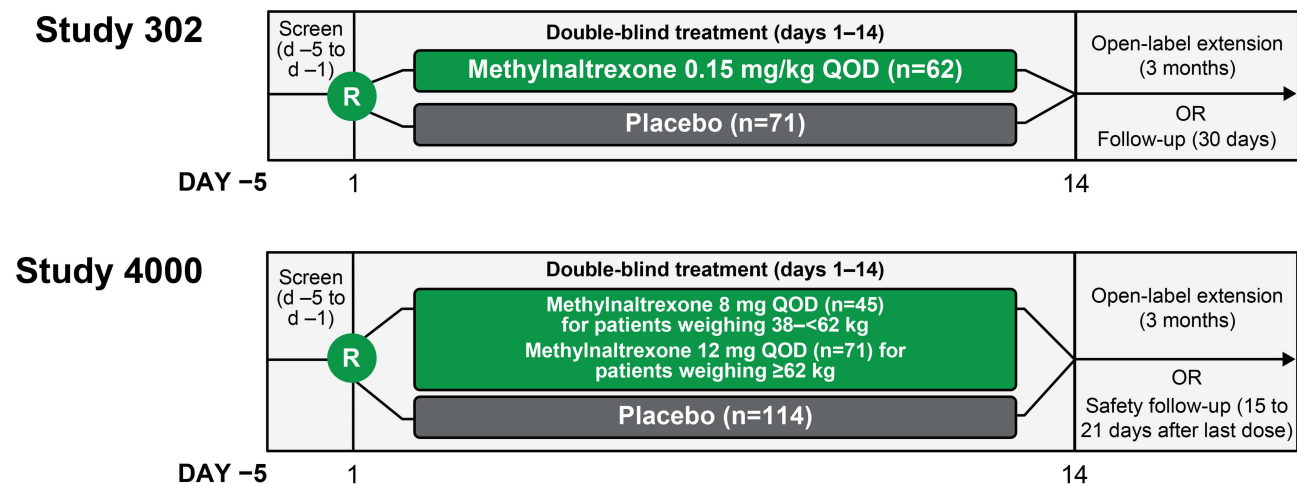 Study 302
Screen
(d –5 to
d –1)
R
Double-blind treatment (days 1–14)
Methylnaltrexone 0.15 mg/kg QOD (n=62)
Placebo (n=71)
Open-label extension
(3 months)
OR
Follow-up (30 days)
DAY –5
1
14
Study 4000
Screen
(d –5 to
d –1)
R
Double-blind treatment (days 1–14)
Methylnaltrexone 8 mg QOD (n=45)
for patients weighing 38–<62 kg
Methylnaltrexone 12 mg QOD (n=71) for
patients weighing ≥62 kg
Placebo (n=114)
Open-label extension
(3 months)
OR
Safety follow-up (15 to
21 days after last dose)
DAY –5
1
14